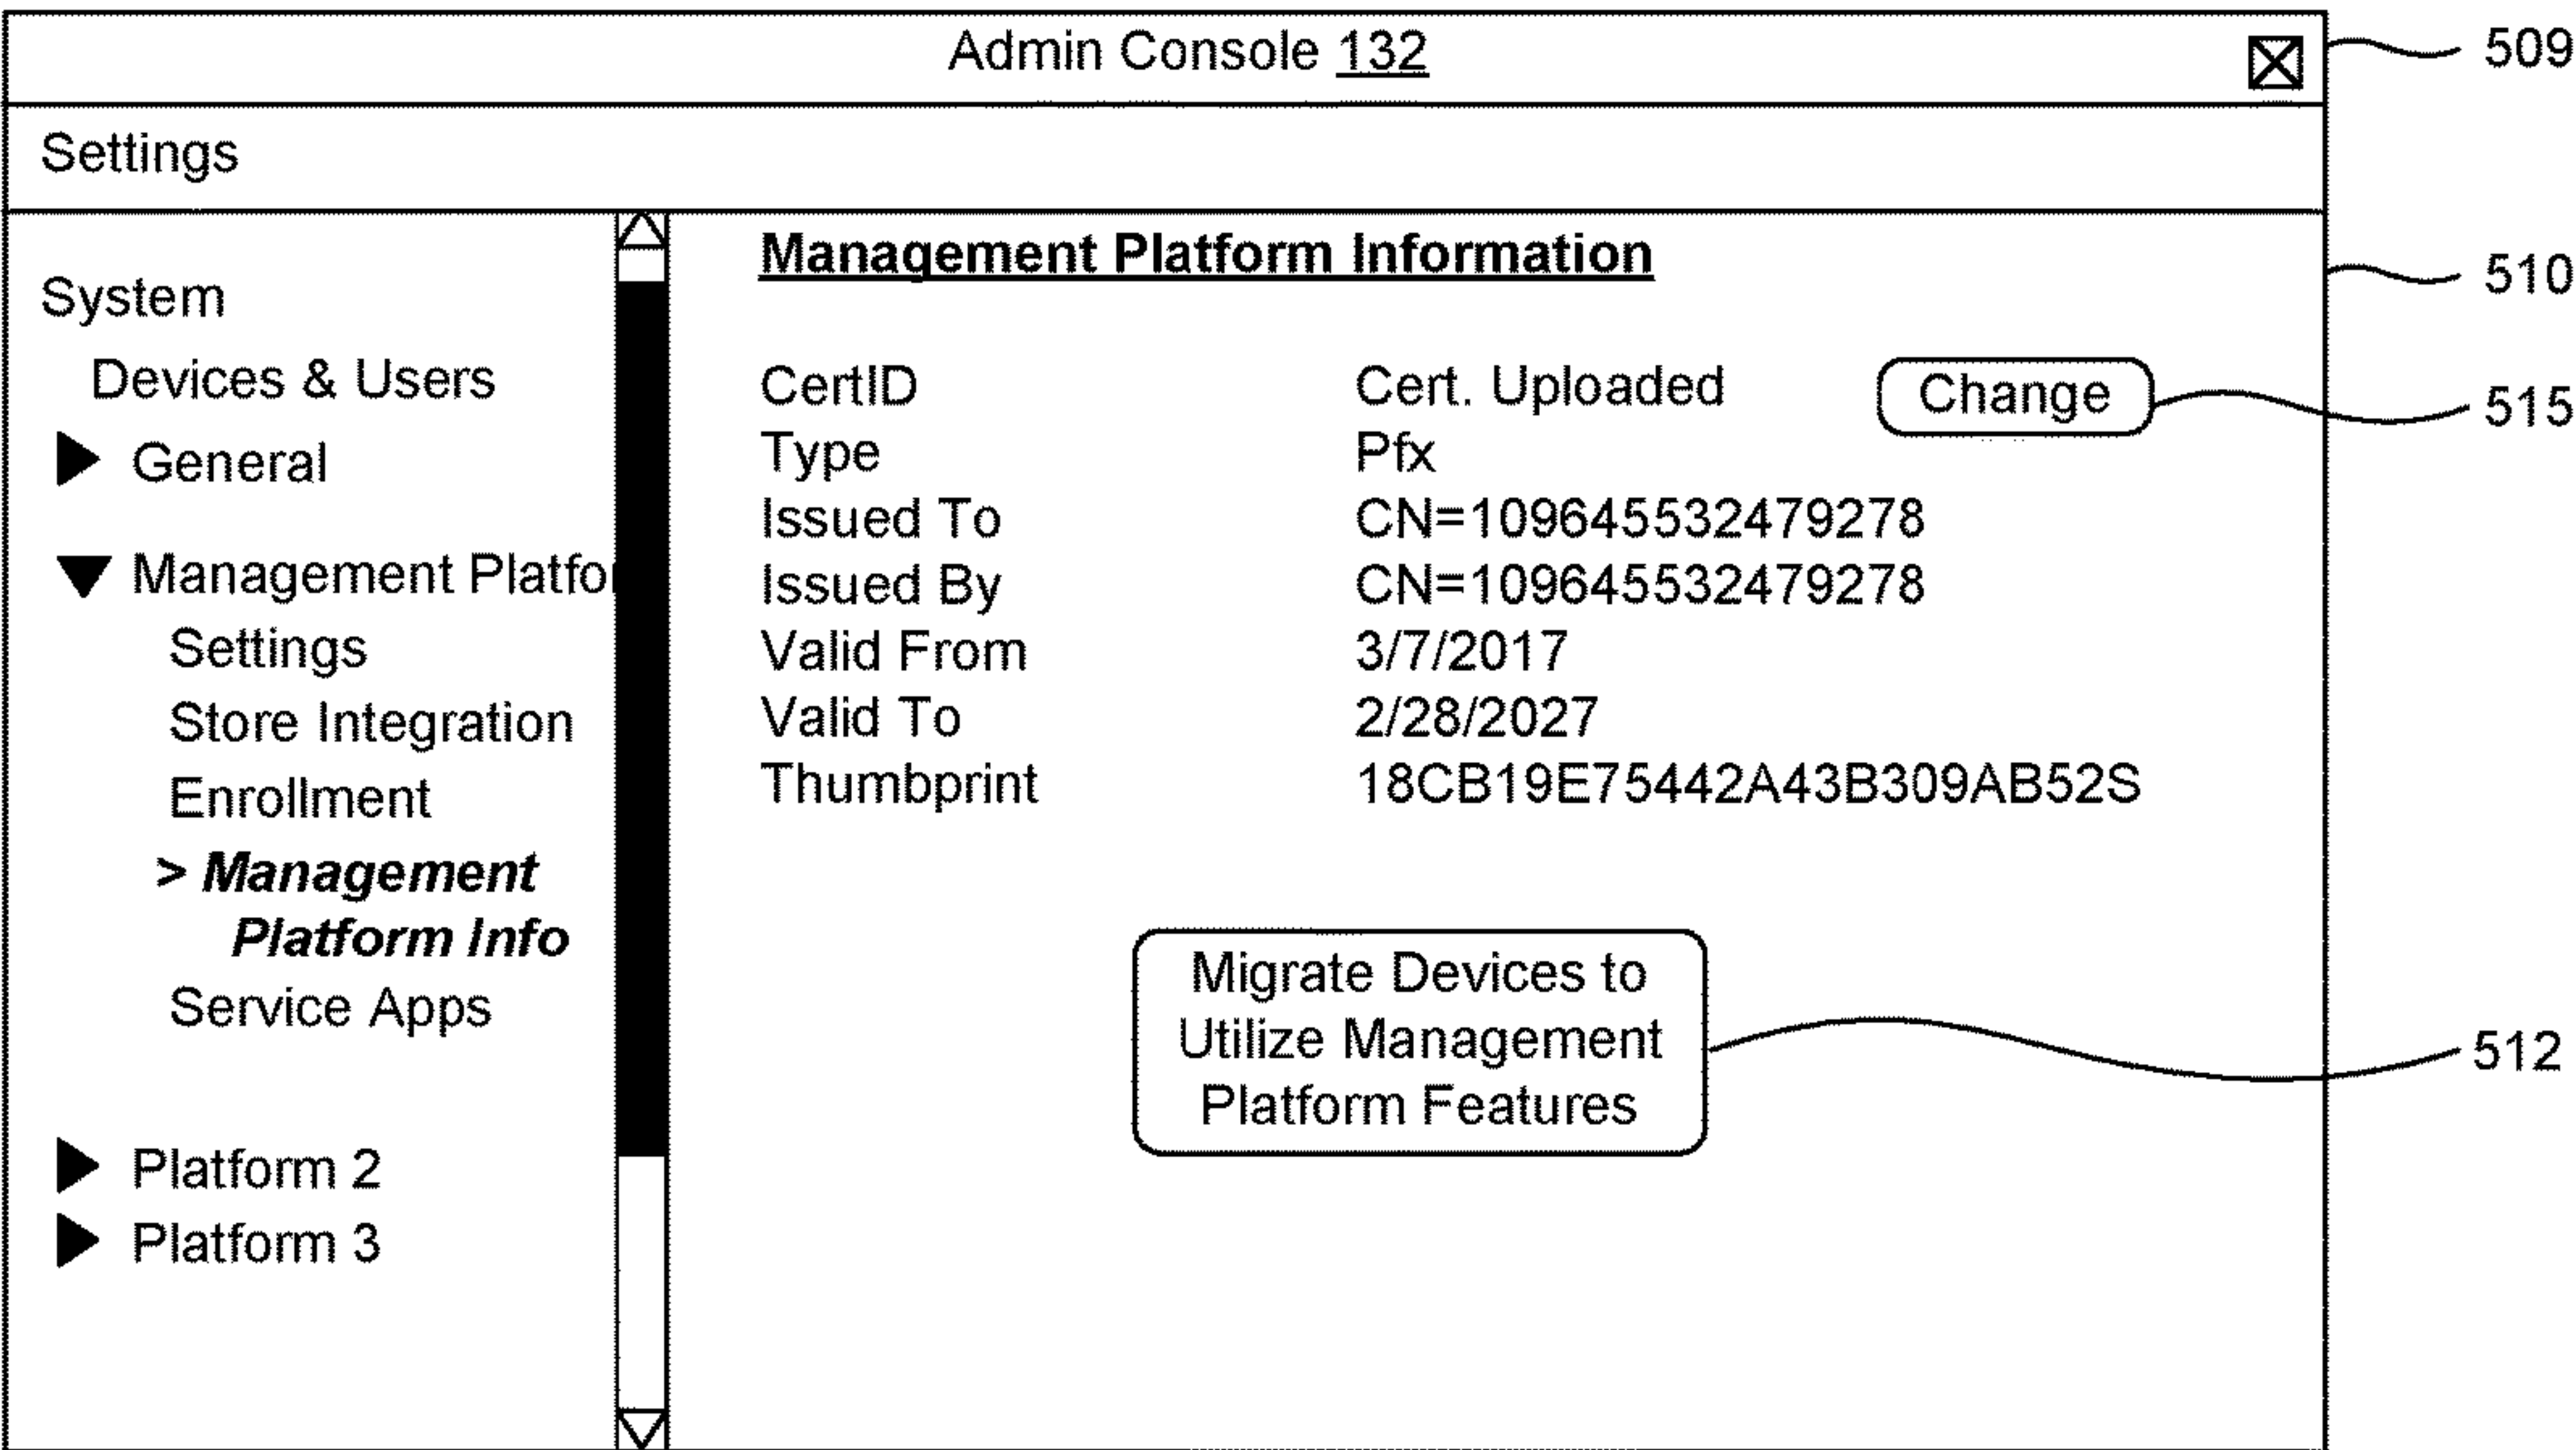 Admin Console 132
509
Settings
System
Devices & Users
General
Management Platfo
Settings
Store Integration
Enrollment
> Management
Platform Info
Service Apps
Platform 2
Platform 3
Management Platform Information
510
CertID Cert. Uploaded Change
515
Type Pfx
Issued To CN=109645532479278
Issued By CN=109645532479278
Valid From 3/7/2017
Valid To 2/28/2027
Thumbprint 18CB19E75442A43B309AB52S
Migrate Devices to
Utilize Management
Platform Features
512